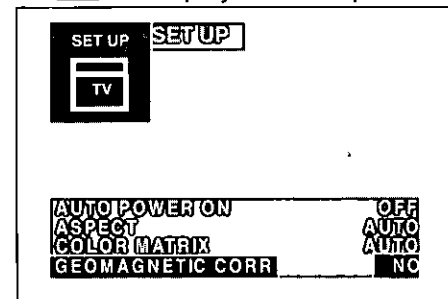 SET UP SET UP
TV
AUTO POWER ON OFF
ASPECT AUTO
COLOR MATRIX AUTO
GEOMAGNETIC CORR NO